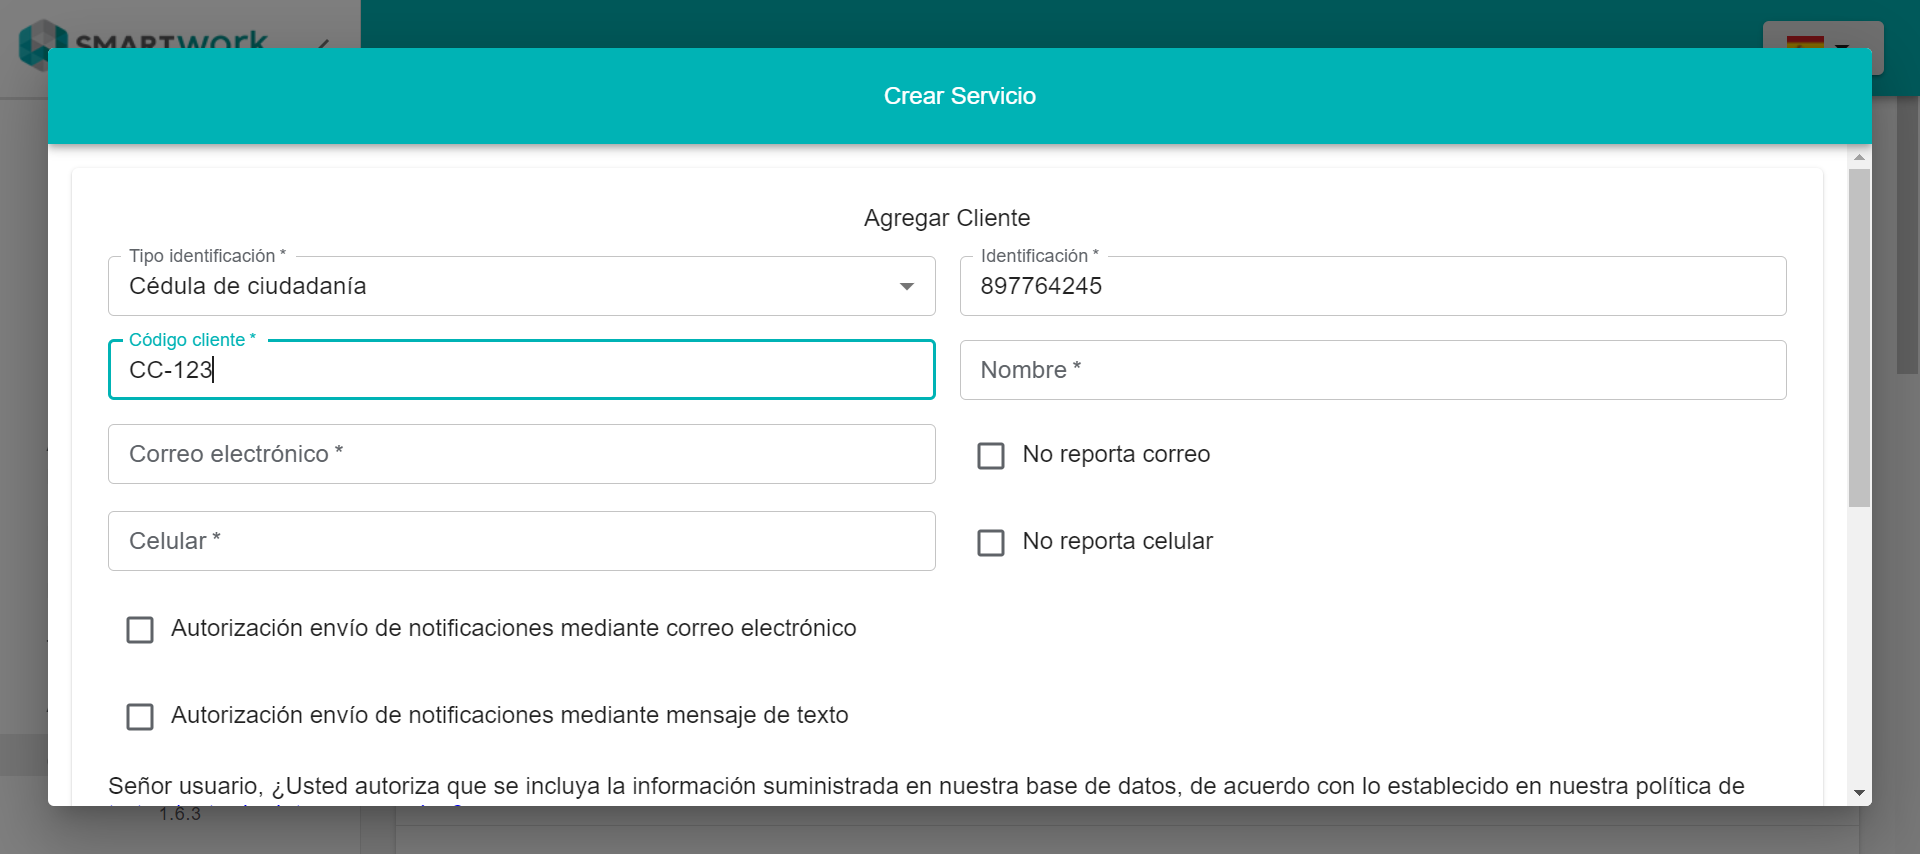 SMARTWORK
Crear Servicio
Agregar Cliente
Tipo identificación *
Cédula de ciudadanía
Identificación *
897764245
Código cliente *
CC-123
Nombre *
Correo electrónico *
No reporta correo
Celular *
No reporta celular
Autorización envío de notificaciones mediante correo electrónico
Autorización envío de notificaciones mediante mensaje de texto
Señor usuario, ¿Usted autoriza que se incluya la información suministrada en nuestra base de datos, de acuerdo con lo establecido en nuestra política de
1.6.3